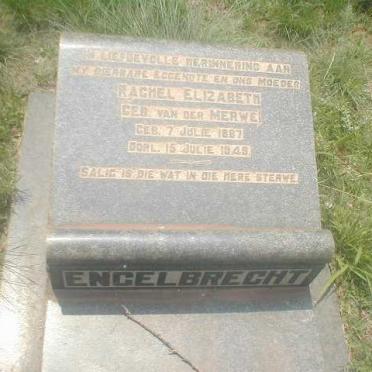 IN LIEFDEVOLLE HERINNERING AAN
MY DIERBARE EGGENOTE EN ONS MOEDER
RACHEL ELIZABETH
GEB. VAN DER MERWE
GEB. 7 JULIE 1887
OORL. 15 JULIE 1949
SALIG IS DIE WAT IN DIE HERE STERWE
ENGELBRECHT